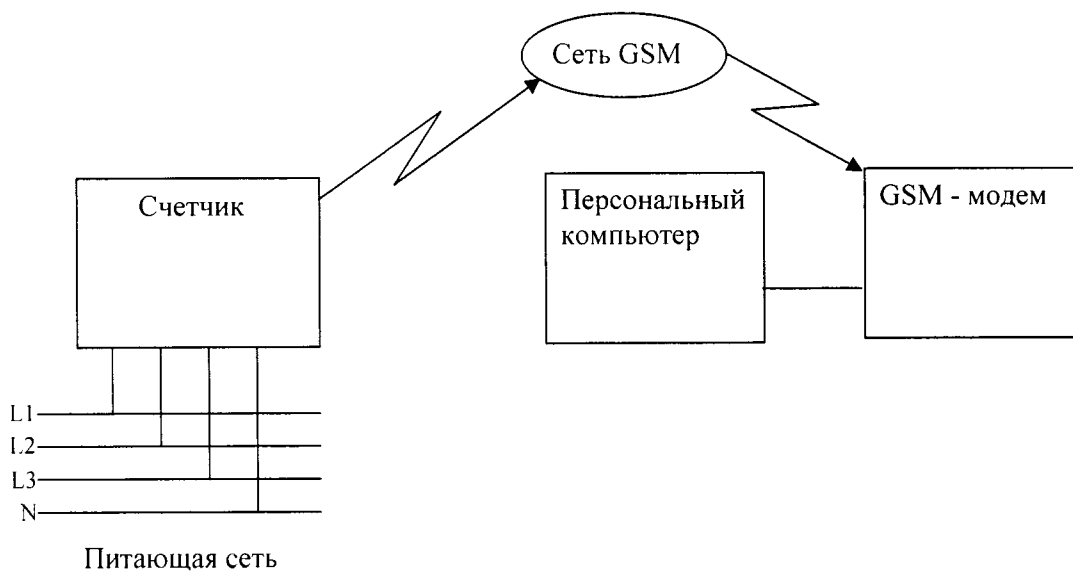 Сеть GSM
Счетчик
Персональный
компьютер
GSM - модем
L1
L2
L3
N
Питающая сеть